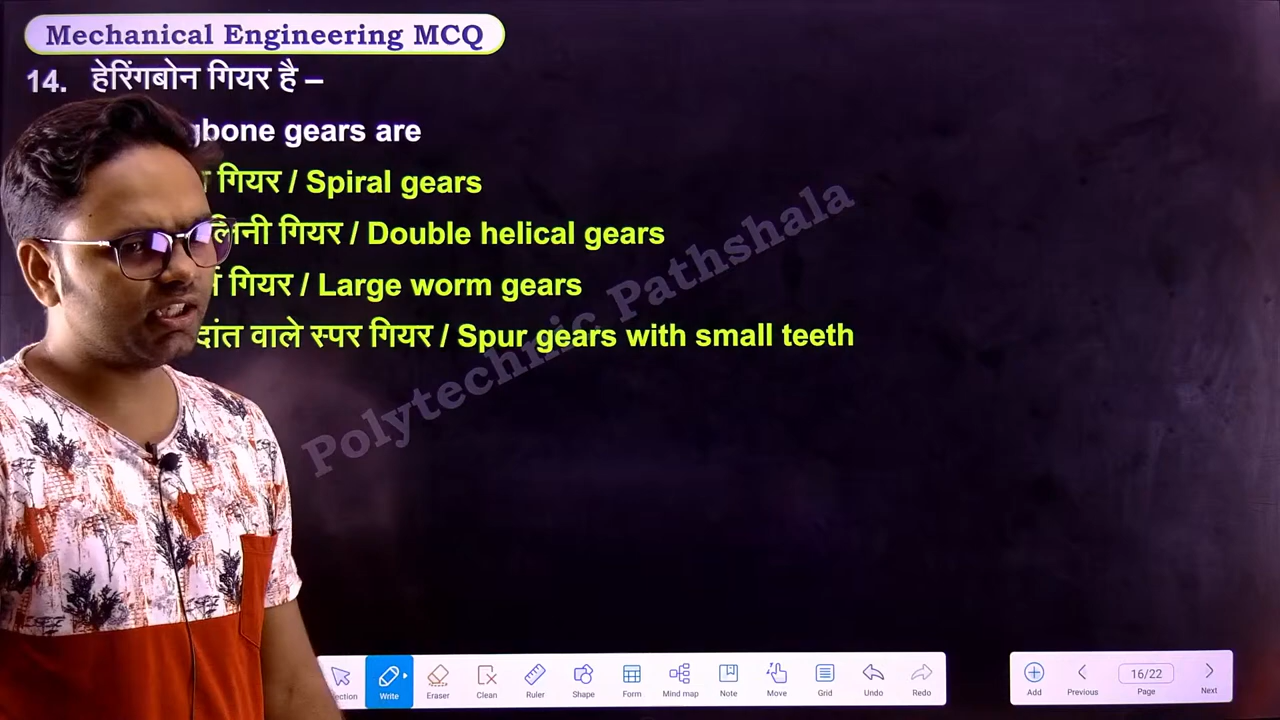 Mechanical Engineering MCQ
14. हेरिंगबोन गियर है –
gbone gears are
गियर / Spiral gears
लिनी गियर / Double helical gears
गियर / Large worm gears
दांत वाले स्पर गियर / Spur gears with small teeth
Polytechnic Pathshala
Write
Eraser
Clean
Ruler
Shape
Form
Mind map
Note
Move
Grid
Undo
Redo
Add
Previous
16/22
Page
Next